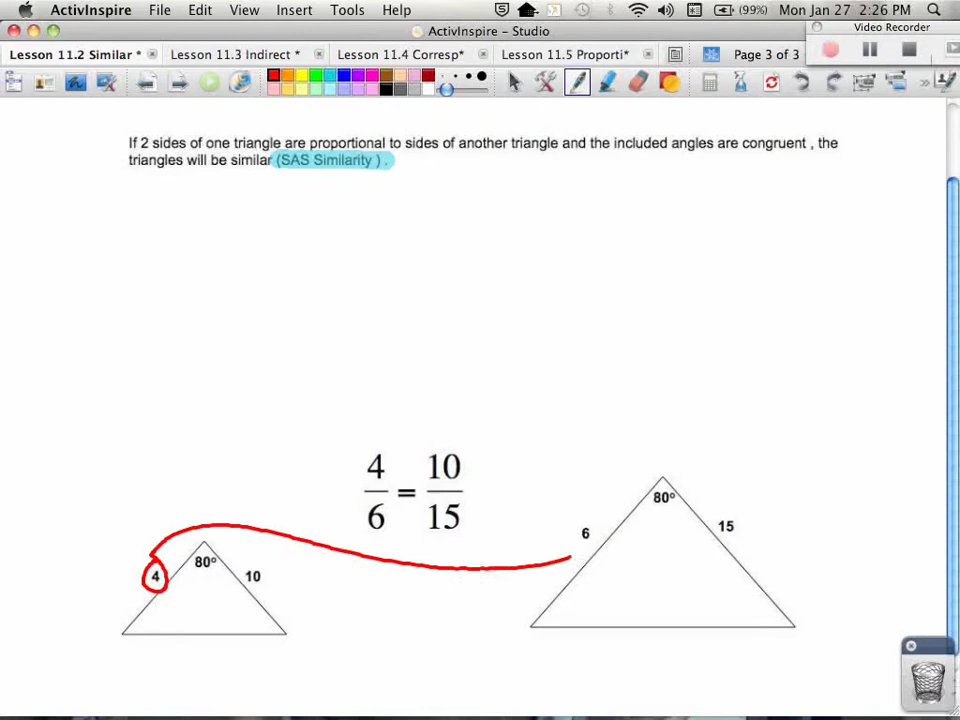 ActivInspire File Edit View Insert Tools Help (99%) Mon Jan 27 2:26 PM
ActivInspire – Studio
Video Recorder
Lesson 11.2 Similar * Lesson 11.3 Indirect * Lesson 11.4 Corresp* Lesson 11.5 Proporti* Page 3 of 3
If 2 sides of one triangle are proportional to sides of another triangle and the included angles are congruent , the
triangles will be similar (SAS Similarity ) .
4 10
=
6 15
80º
6 15
80º
4 10